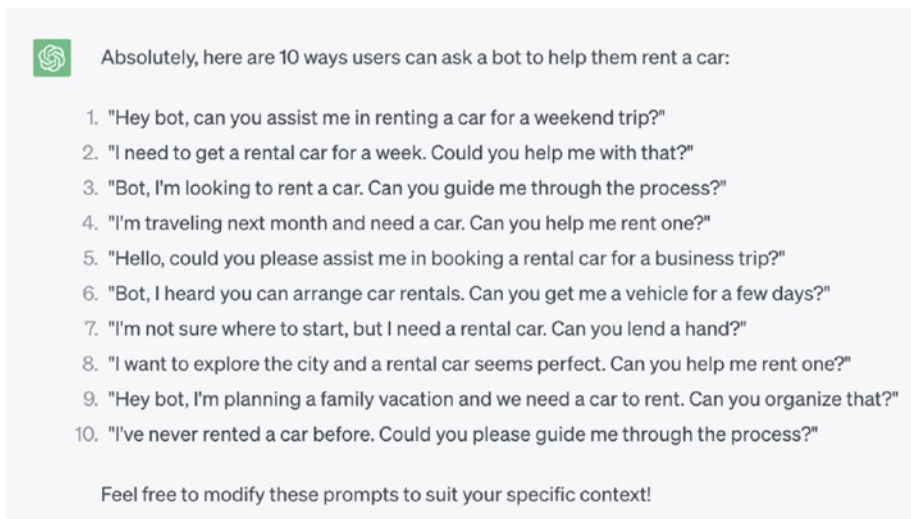 Absolutely, here are 10 ways users can ask a bot to help them rent a car:
1. "Hey bot, can you assist me in renting a car for a weekend trip?"
2. "I need to get a rental car for a week. Could you help me with that?"
3. "Bot, I'm looking to rent a car. Can you guide me through the process?"
4. "I'm traveling next month and need a car. Can you help me rent one?"
5. "Hello, could you please assist me in booking a rental car for a business trip?"
6. "Bot, I heard you can arrange car rentals. Can you get me a vehicle for a few days?"
7. "I'm not sure where to start, but I need a rental car. Can you lend a hand?"
8. "I want to explore the city and a rental car seems perfect. Can you help me rent one?"
9. "Hey bot, I'm planning a family vacation and we need a car to rent. Can you organize that?"
10. "I've never rented a car before. Could you please guide me through the process?"
Feel free to modify these prompts to suit your specific context!